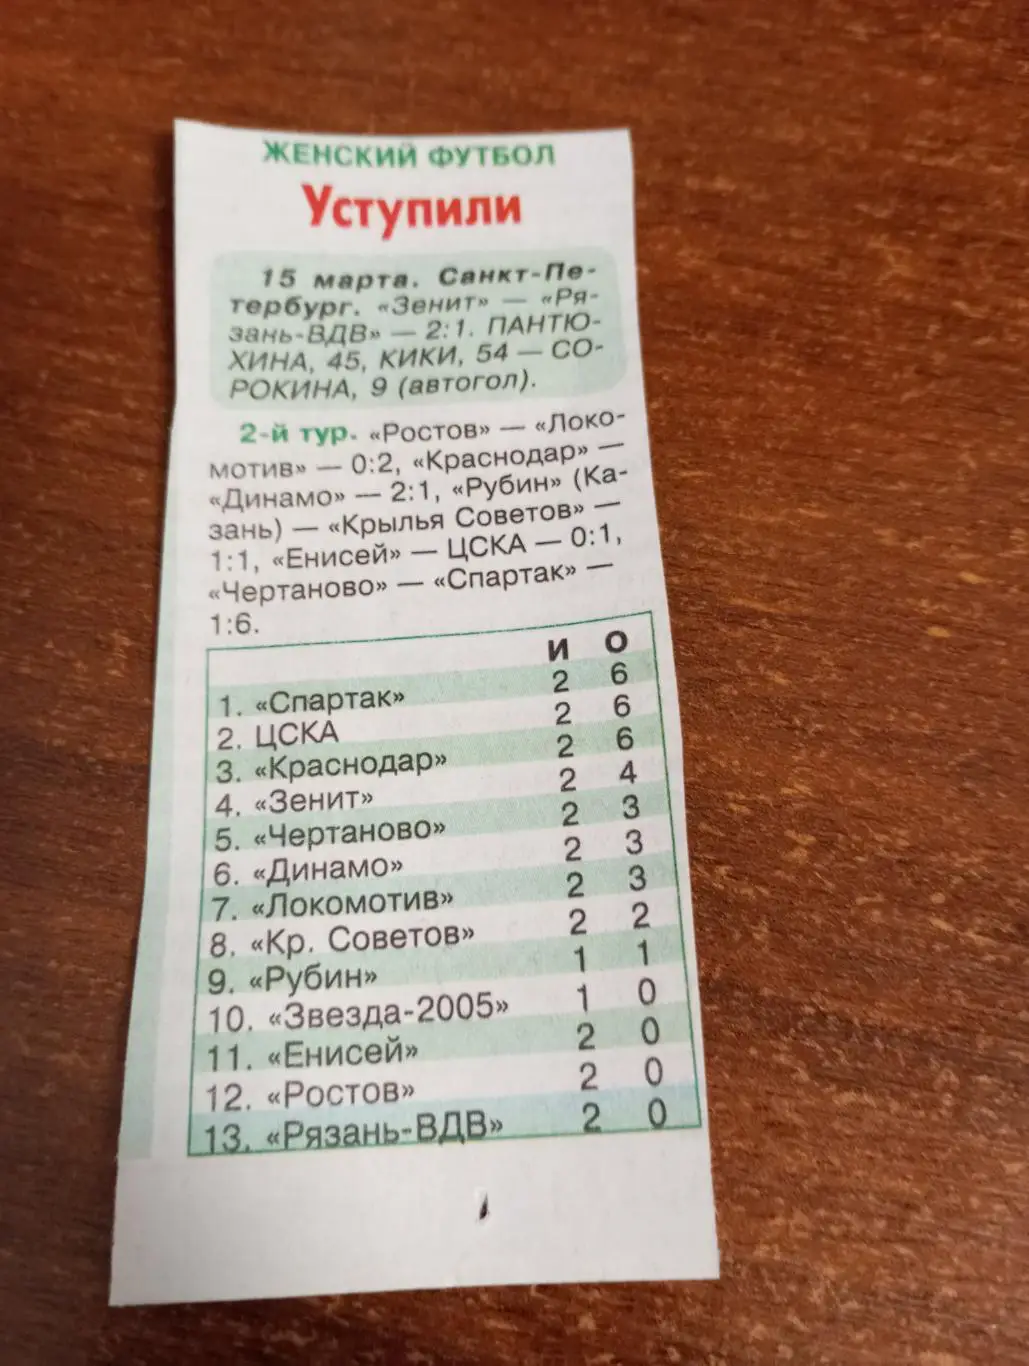 ЖЕНСКИЙ ФУТБОЛ
Уступили
15 марта. Санкт-Пе-
тербург. «Зенит» — «Ря-
зань-ВДВ» — 2:1. ПАНТЮ-
ХИНА, 45, КИКИ, 54 — СО-
РОКИНА, 9 (автогол).
2-й тур. «Ростов» — «Локо-
мотив» — 0:2, «Краснодар» —
«Динамо» — 2:1, «Рубин» (Ка-
зань) — «Крылья Советов» —
1:1, «Енисей» — ЦСКА — 0:1,
«Чертаново» — «Спартак» —
1:6.
И О
1. «Спартак» 2 6
2. ЦСКА 2 6
3. «Краснодар» 2 6
4. «Зенит» 2 4
5. «Чертаново» 2 3
6. «Динамо» 2 3
7. «Локомотив» 2 3
8. «Кр. Советов» 2 2
9. «Рубин» 1 1
10. «Звезда-2005» 1 0
11. «Енисей» 2 0
12. «Ростов» 2 0
13. «Рязань-ВДВ» 2 0